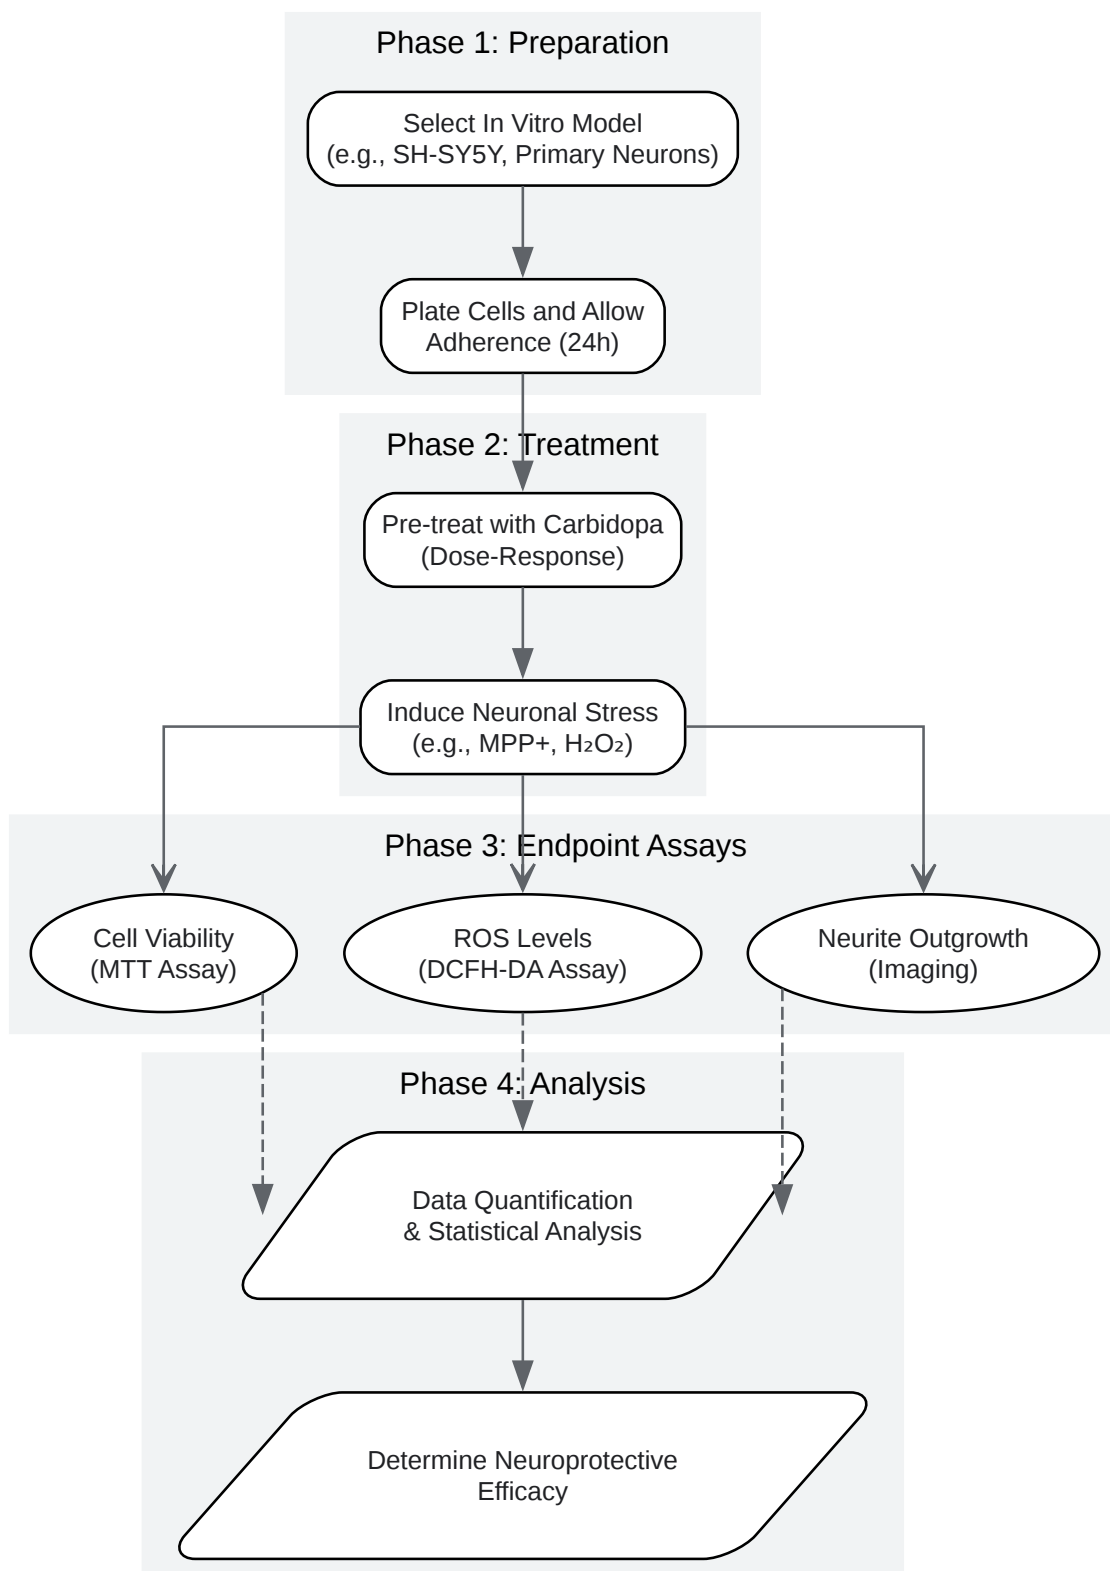 Phase 1: Preparation
Select In Vitro Model
(e.g., SH-SY5Y, Primary Neurons)
Plate Cells and Allow
Adherence (24h)
Phase 2: Treatment
Pre-treat with Carbidopa
(Dose-Response)
Induce Neuronal Stress
(e.g., MPP+, H₂O₂)
Phase 3: Endpoint Assays
Cell Viability
(MTT Assay)
ROS Levels
(DCFH-DA Assay)
Neurite Outgrowth
(Imaging)
Phase 4: Analysis
Data Quantification
& Statistical Analysis
Determine Neuroprotective
Efficacy